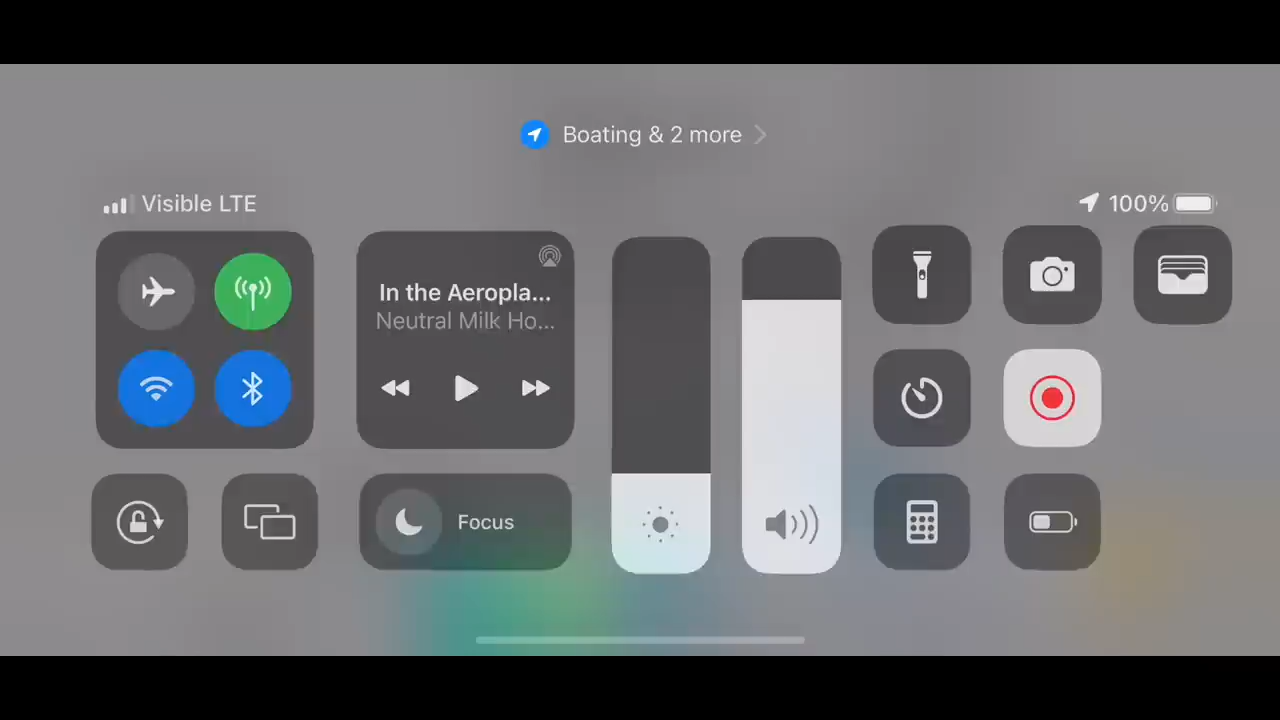 Boating & 2 more
Visible LTE
100%
In the Aeropla...
Neutral Milk Ho...
Focus